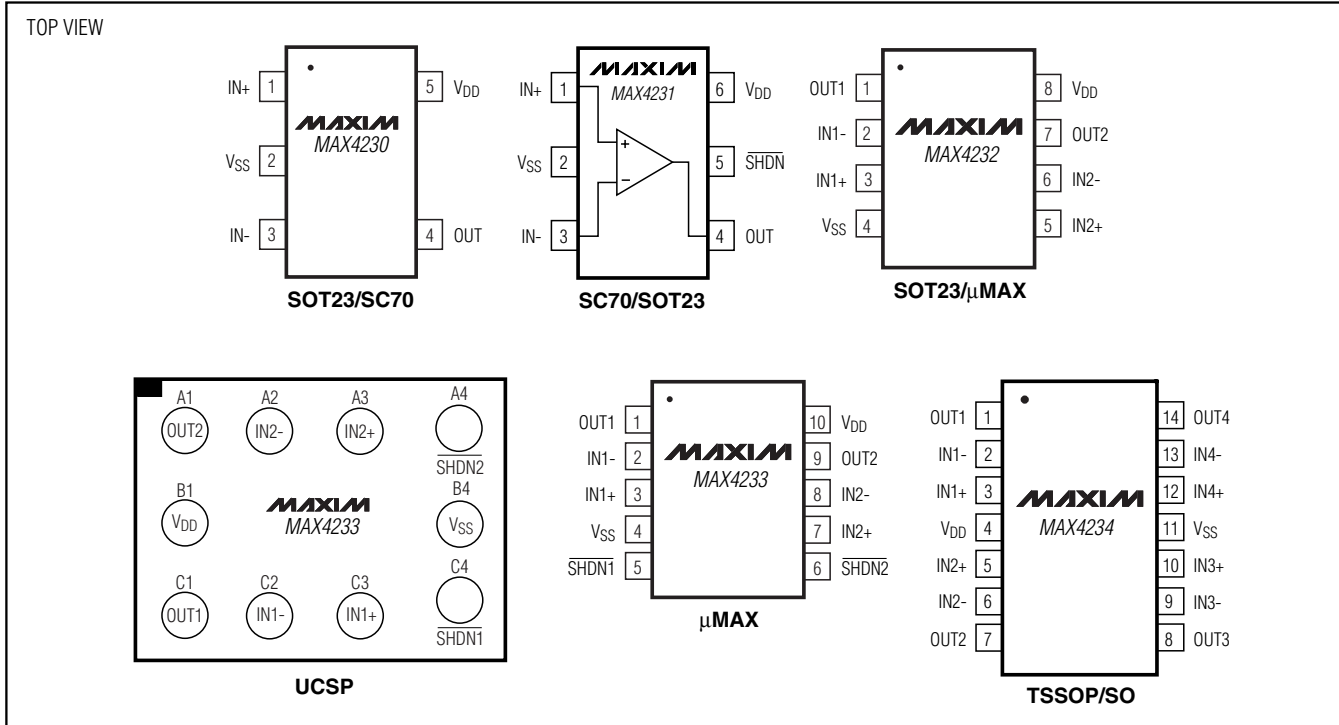 TOP VIEW
IN+ 1
VSS 2
IN- 3
MAXIM
MAX4230
5 VDD
4 OUT
SOT23/SC70
IN+ 1
VSS 2
IN- 3
MAXIM
MAX4231
+
−
6 VDD
5 SHDN
4 OUT
SC70/SOT23
OUT1 1
IN1- 2
IN1+ 3
VSS 4
MAXIM
MAX4232
8 VDD
7 OUT2
6 IN2-
5 IN2+
SOT23/μMAX
A1 A2 A3 A4
OUT2 IN2- IN2+
SHDN2
B1 B4
VDD VSS
MAXIM
MAX4233
C1 C2 C3 C4
OUT1 IN1- IN1+
SHDN1
UCSP
OUT1 1
IN1- 2
IN1+ 3
VSS 4
SHDN1 5
MAXIM
MAX4233
10 VDD
9 OUT2
8 IN2-
7 IN2+
6 SHDN2
μMAX
OUT1 1
IN1- 2
IN1+ 3
VDD 4
IN2+ 5
IN2- 6
OUT2 7
MAXIM
MAX4234
14 OUT4
13 IN4-
12 IN4+
11 VSS
10 IN3+
9 IN3-
8 OUT3
TSSOP/SO